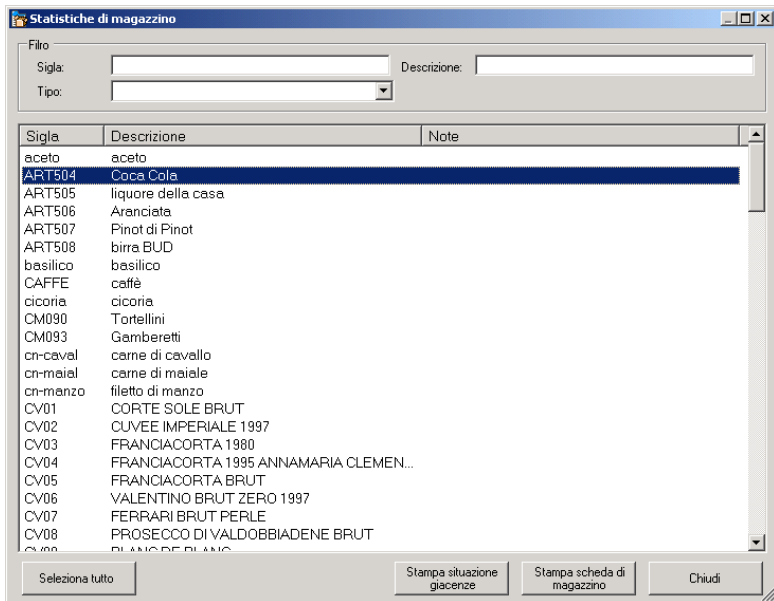 Statistiche di magazzino
Filro
Sigla:
Descrizione:
Tipo:
Sigla Descrizione Note
aceto aceto
ART504 Coca Cola
ART505 liquore della casa
ART506 Aranciata
ART507 Pinot di Pinot
ART508 birra BUD
basilico basilico
CAFFE caffè
cicoria cicoria
CM090 Tortellini
CM093 Gamberetti
cn-caval carne di cavallo
cn-maial carne di maiale
cn-manzo filetto di manzo
CV01 CORTE SOLE BRUT
CV02 CUVEE IMPERIALE 1997
CV03 FRANCIACORTA 1980
CV04 FRANCIACORTA 1995 ANNAMARIA CLEMEN...
CV05 FRANCIACORTA BRUT
CV06 VALENTINO BRUT ZERO 1997
CV07 FERRARI BRUT PERLE
CV08 PROSECCO DI VALDOBBIADENE BRUT
Seleziona tutto
Stampa situazione
giacenze
Stampa scheda di
magazzino
Chiudi